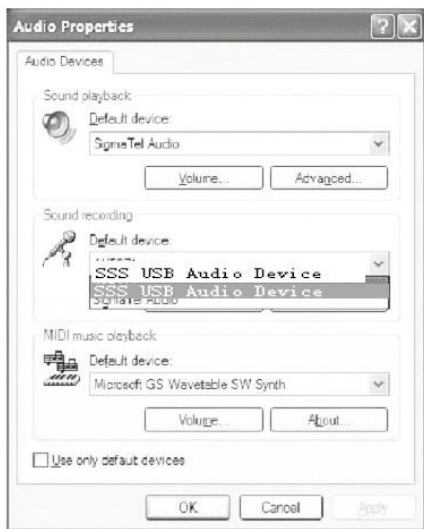 Audio Properties
Audio Devices
Sound playback
Default device:
SigmaTel Audio
Volume...
Advanced...
Sound recording
Default device:
SSS USB Audio Device
SSS USB Audio Device
SigmaTel Audio
MIDI music playback
Default device:
Microsoft GS Wavetable SW Synth
Volume...
About...
Use only default devices
OK
Cancel
Apply